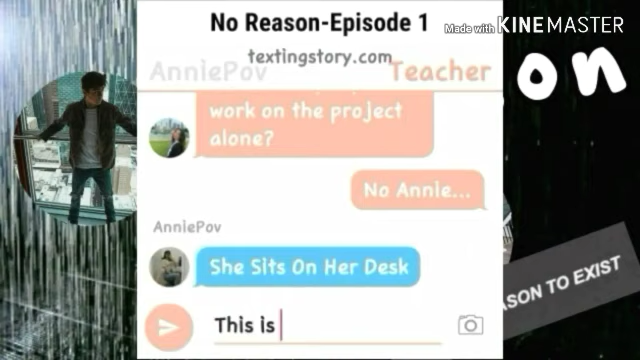 No Reason-Episode 1
Made with KINEMASTER
textingstory.com
AnniePov
Teacher
on
work on the project
alone?
No Annie...
AnniePov
She Sits On Her Desk
This is
SON TO EXIST